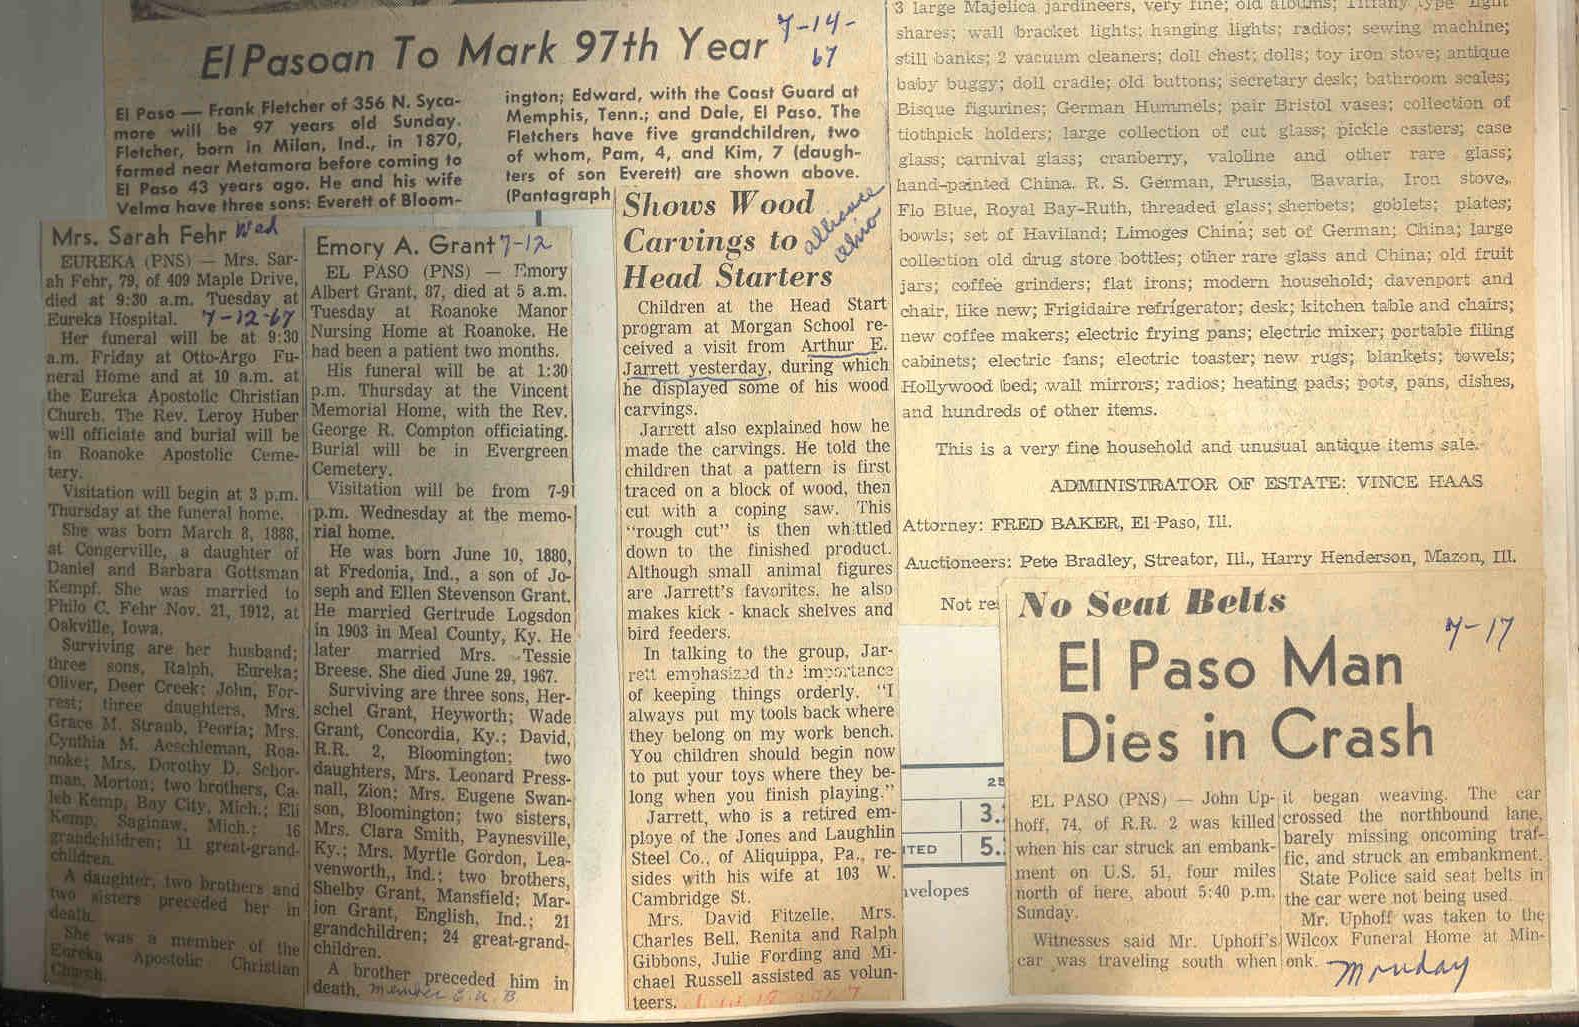 El Pasoan To Mark 97th Year
7-14-
67
El Paso — Frank Fletcher of 356 N. Syca-
more will be 97 years old Sunday.
Fletcher, born in Milan, Ind., in 1870,
farmed near Metamora before coming to
El Paso 43 years ago. He and his wife
Velma have three sons: Everett of Bloom-
ington; Edward, with the Coast Guard at
Memphis, Tenn.; and Dale, El Paso. The
Fletchers have five grandchildren, two
of whom, Pam, 4, and Kim, 7 (daugh-
ters of son Everett) are shown above.
(Pantagraph
Mrs. Sarah Fehr Wed
EUREKA (PNS) — Mrs. Sar-
ah Fehr, 79, of 409 Maple Drive,
died at 9:30 a.m. Tuesday at
Eureka Hospital. 7-12-67
Her funeral will be at 9:30
a.m. Friday at Otto-Argo Fu-
neral Home and at 10 a.m. at
the Eureka Apostolic Christian
Church. The Rev. Leroy Huber
will officiate and burial will be
in Roanoke Apostolic Ceme-
tery.
Visitation will begin at 3 p.m.
Thursday at the funeral home.
She was born March 8, 1888,
at Congerville, a daughter of
Daniel and Barbara Gottsman
Kempf. She was married to
Philo C. Fehr Nov. 21, 1912, at
Oakville, Iowa.
Surviving are her husband;
three sons, Ralph, Eureka;
Oliver, Deer Creek; John, For-
rest; three daughters, Mrs.
Grace M. Straub, Peoria; Mrs.
Cynthia M. Aeschleman, Roa-
noke; Mrs. Dorothy D. Schor-
man, Morton; two brothers, Ca-
leb Kemp, Bay City, Mich.; Eli
Kemp, Saginaw, Mich.; 16
grandchildren; 11 great-grand-
children.
A daughter, two brothers and
two sisters preceded her in
death.
She was a member of the
Eureka Apostolic Christian
Church.
Emory A. Grant 7-12
EL PASO (PNS) — Emory
Albert Grant, 87, died at 5 a.m.
Tuesday at Roanoke Manor
Nursing Home at Roanoke. He
had been a patient two months.
His funeral will be at 1:30
p.m. Thursday at the Vincent
Memorial Home, with the Rev.
George R. Compton officiating.
Burial will be in Evergreen
Cemetery.
Visitation will be from 7-9
p.m. Wednesday at the memo-
rial home.
He was born June 10, 1880,
at Fredonia, Ind., a son of Jo-
seph and Ellen Stevenson Grant.
He married Gertrude Logsdon
in 1903 in Meal County, Ky. He
later married Mrs. Tessie
Breese. She died June 29, 1967.
Surviving are three sons, Her-
schel Grant, Heyworth; Wade
Grant, Concordia, Ky.; David,
R.R. 2, Bloomington; two
daughters, Mrs. Leonard Press-
nall, Zion; Mrs. Eugene Swan-
son, Bloomington; two sisters,
Mrs. Clara Smith, Paynesville,
Ky.; Mrs. Myrtle Gordon, Lea-
venworth,, Ind.; two brothers,
Shelby Grant, Mansfield; Mar-
ion Grant, English, Ind.; 21
grandchildren; 24 great-grand-
children.
A brother preceded him in
death. member E.U.B
Shows Wood
Carvings to
Head Starters
alliance
ohio
Children at the Head Start
program at Morgan School re-
ceived a visit from Arthur E.
Jarrett yesterday, during which
he displayed some of his wood
carvings.
Jarrett also explained how he
made the carvings. He told the
children that a pattern is first
traced on a block of wood, then
cut with a coping saw. This
"rough cut" is then whittled
down to the finished product.
Although small animal figures
are Jarrett's favorites, he also
makes kick - knack shelves and
bird feeders.
In talking to the group, Jar-
rett emphasized the importance
of keeping things orderly. "I
always put my tools back where
they belong on my work bench.
You children should begin now
to put your toys where they be-
long when you finish playing."
Jarrett, who is a retired em-
ploye of the Jones and Laughlin
Steel Co., of Aliquippa, Pa., re-
sides with his wife at 103 W.
Cambridge St.
Mrs. David Fitzelle, Mrs.
Charles Bell, Renita and Ralph
Gibbons, Julie Fording and Mi-
chael Russell assisted as volun-
teers.
3 large Majelica jardineers, very fine; old albums; Tiffany type light
shares; wall bracket lights; hanging lights; radios; sewing machine;
still banks; 2 vacuum cleaners; doll chest; dolls; toy iron stove; antique
baby buggy; doll cradle; old buttons; secretary desk; bathroom scales;
Bisque figurines; German Hummels; pair Bristol vases; collection of
tiothpick holders; large collection of cut glass; pickle casters; case
glass; carnival glass; cranberry, valoline and other rare glass;
hand-painted China. R. S. German, Prussia, Bavaria, Iron stove,
Flo Blue, Royal Bay-Ruth, threaded glass; sherbets; goblets; plates;
bowls; set of Haviland; Limoges China; set of German; China; large
collection old drug store bottles; other rare glass and China; old fruit
jars; coffee grinders; flat irons; modern household; davenport and
chair, like new; Frigidaire refrigerator; desk; kitchen table and chairs;
new coffee makers; electric frying pans; electric mixer; portable filing
cabinets; electric fans; electric toaster; new rugs; blankets; towels;
Hollywood bed; wall mirrors; radios; heating pads; pots, pans, dishes,
and hundreds of other items.
This is a very fine household and unusual antique items sale.
ADMINISTRATOR OF ESTATE: VINCE HAAS
Attorney: FRED BAKER, El Paso, Ill.
Auctioneers: Pete Bradley, Streator, Ill., Harry Henderson, Mazon, Ill.
Not re
No Seat Belts
7-17
El Paso Man
Dies in Crash
EL PASO (PNS) — John Up-
hoff, 74, of R.R. 2 was killed
when his car struck an embank-
ment on U.S. 51, four miles
north of here, about 5:40 p.m.
Sunday.
Witnesses said Mr. Uphoff's
car was traveling south when
it began weaving. The car
crossed the northbound lane,
barely missing oncoming traf-
fic, and struck an embankment.
State Police said seat belts in
the car were not being used.
Mr. Uphoff was taken to the
Wilcox Funeral Home at Min-
onk. Monday
3.
ITED 5.
velopes